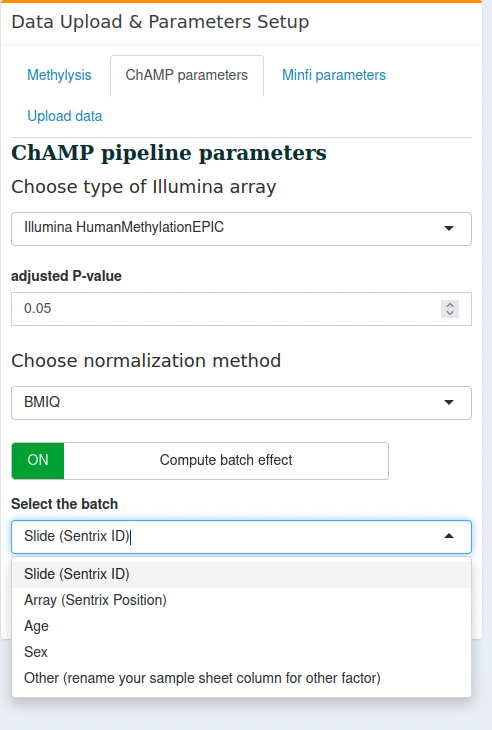 Data Upload & Parameters Setup
Methylysis ChAMP parameters Minfi parameters
Upload data
ChAMP pipeline parameters
Choose type of Illumina array
Illumina HumanMethylationEPIC
adjusted P-value
0.05
Choose normalization method
BMIQ
ON Compute batch effect
Select the batch
Slide (Sentrix ID)
Slide (Sentrix ID)
Array (Sentrix Position)
Age
Sex
Other (rename your sample sheet column for other factor)